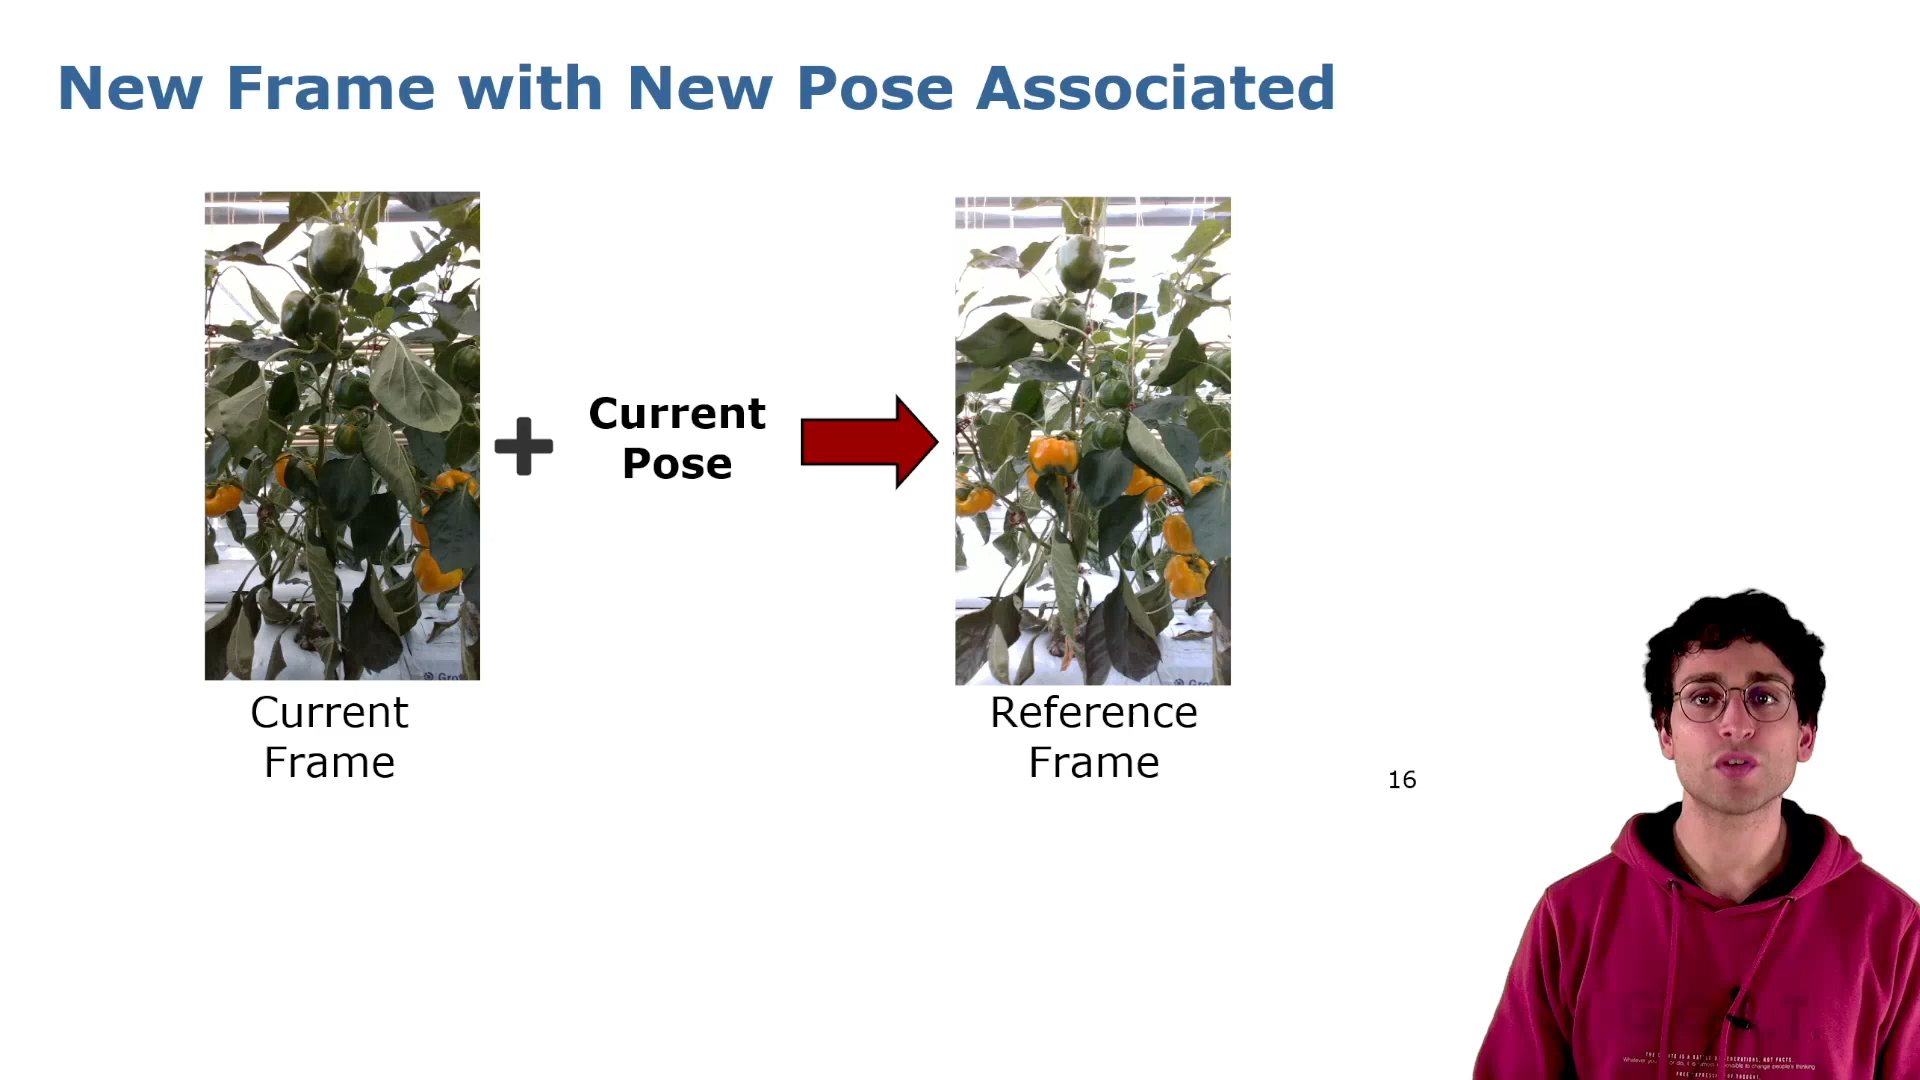 New Frame with New Pose Associated
Current
Pose
Current
Frame
Reference
Frame
16